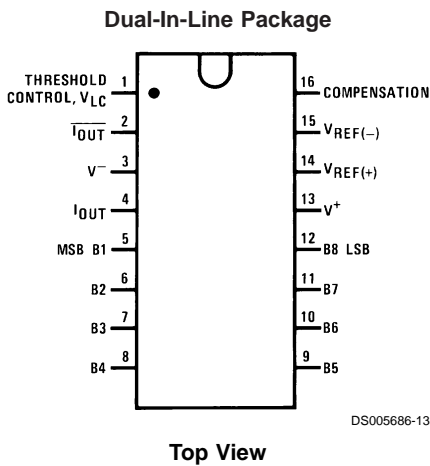 Dual-In-Line Package
THRESHOLD
CONTROL, VLC
1
16
COMPENSATION
IOUT
2
15
VREF(−)
V−
3
14
VREF(+)
IOUT
4
13
V+
MSB B1
5
12
B8 LSB
B2
6
11
B7
B3
7
10
B6
B4
8
9
B5
DS005686-13
Top View